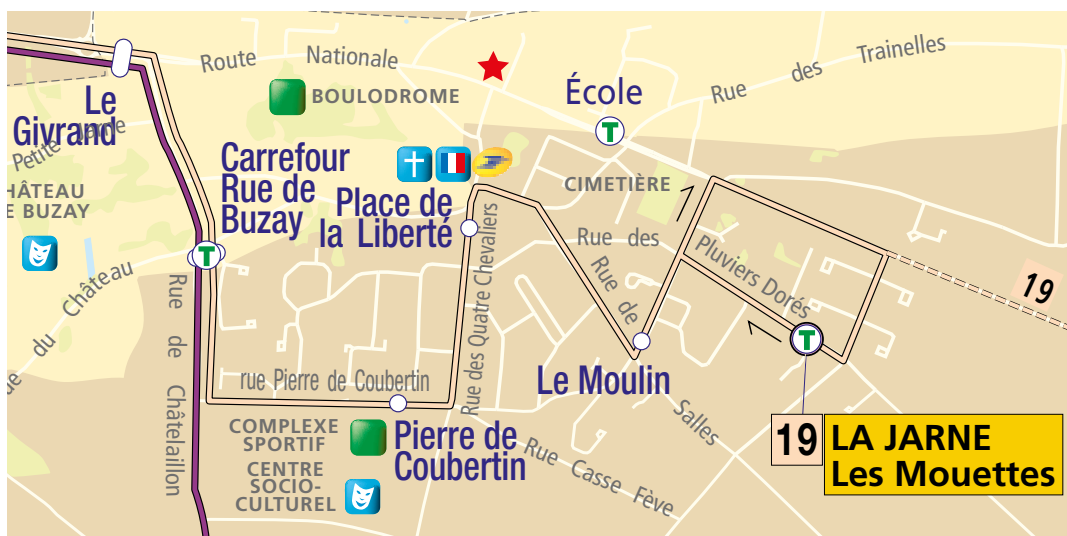 Route Nationale
Rue des Trainelles
BOULODROME
École
T
Le
Givrand
Petite Jarne
Carrefour
Rue de
Buzay
Place de
la Liberté
CIMETIÈRE
HÂTEAU
E BUZAY
Rue des Pluviers Dorés
19
T
e du Château
Rue de Châtelaillon
Rue des Quatre Chevaliers
Rue de Salles
T
Le Moulin
rue Pierre de Coubertin
COMPLEXE
SPORTIF
Pierre de
Coubertin
CENTRE
SOCIO-
CULTUREL
Rue Casse Fève
19
LA JARNE
Les Mouettes